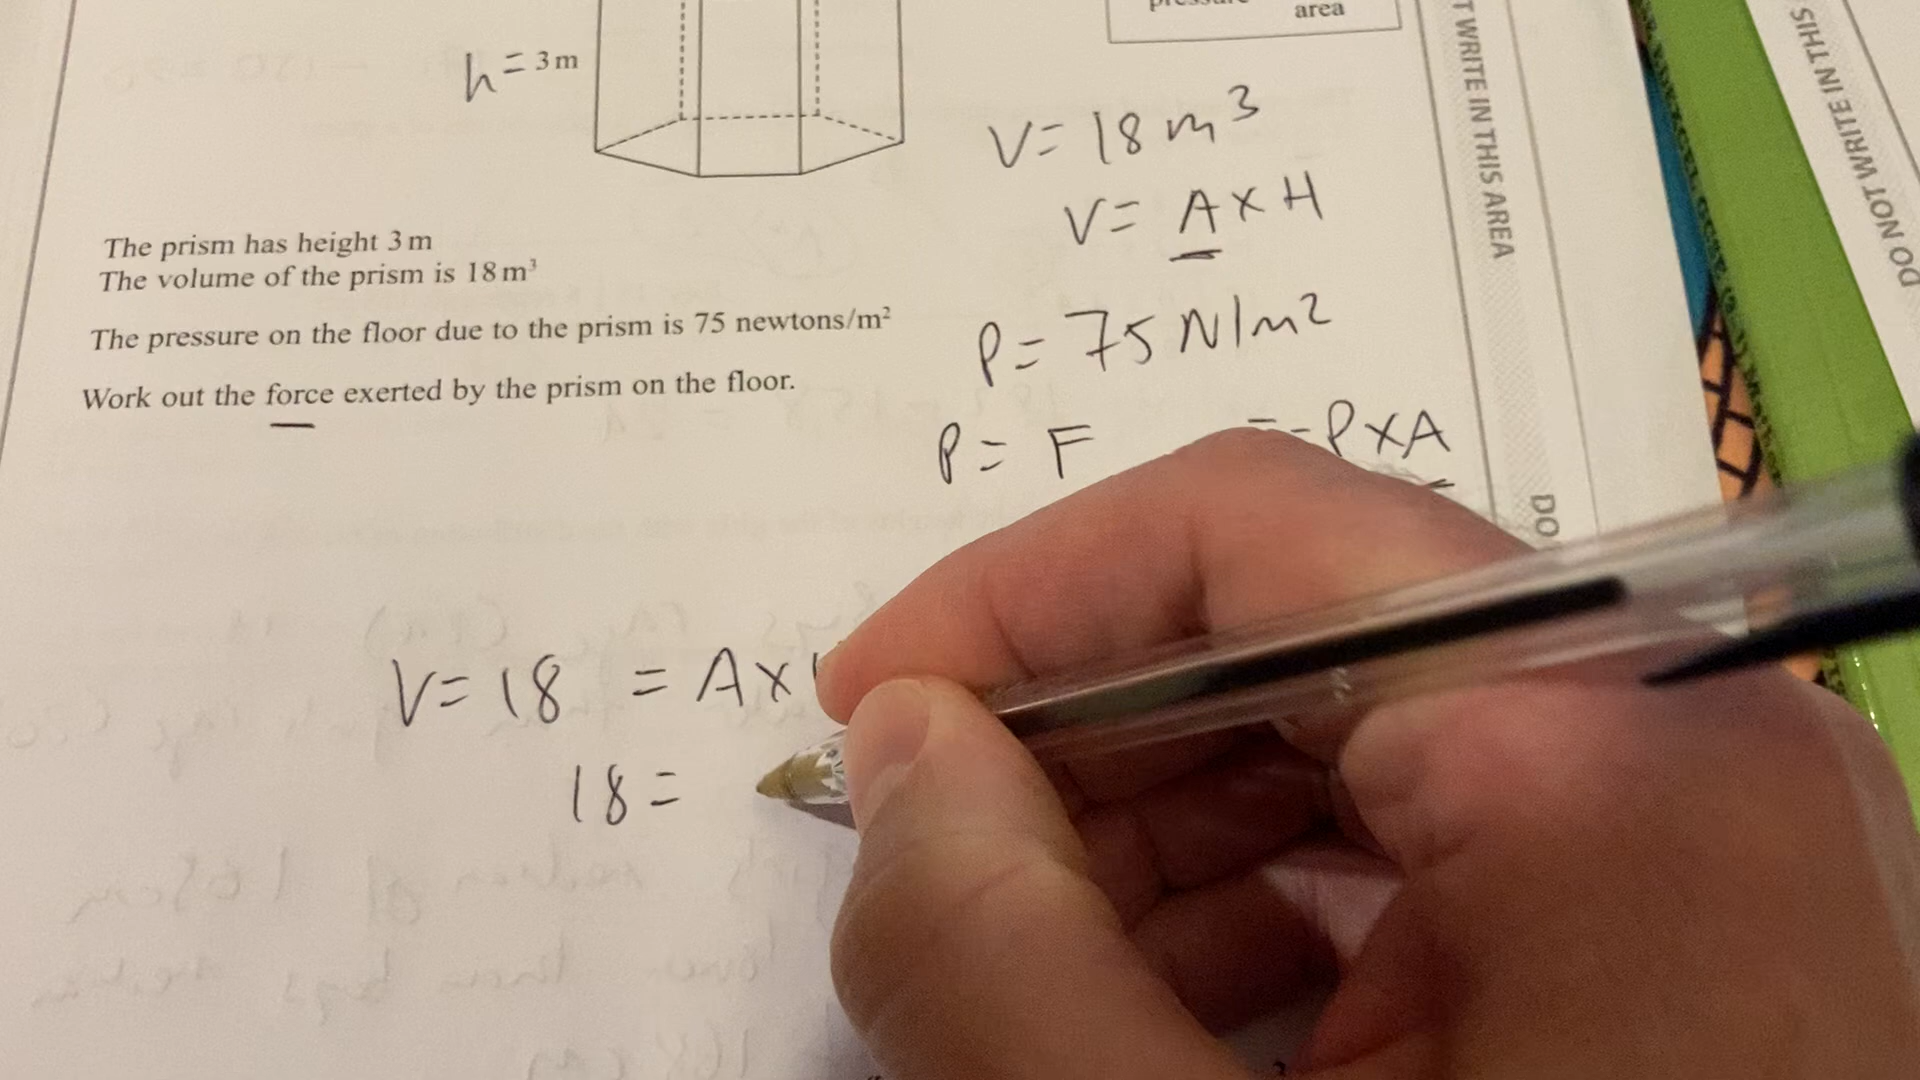 area
h = 3 m
V = 18 m³
V = A × H
The prism has height 3 m
The volume of the prism is 18 m³
The pressure on the floor due to the prism is 75 newtons/m²
P = 75 N/m²
Work out the force exerted by the prism on the floor.
P = F
= P × A
V = 18 = A ×
18 =
T WRITE IN THIS AREA
DO
S
DO NOT WRITE IN THIS